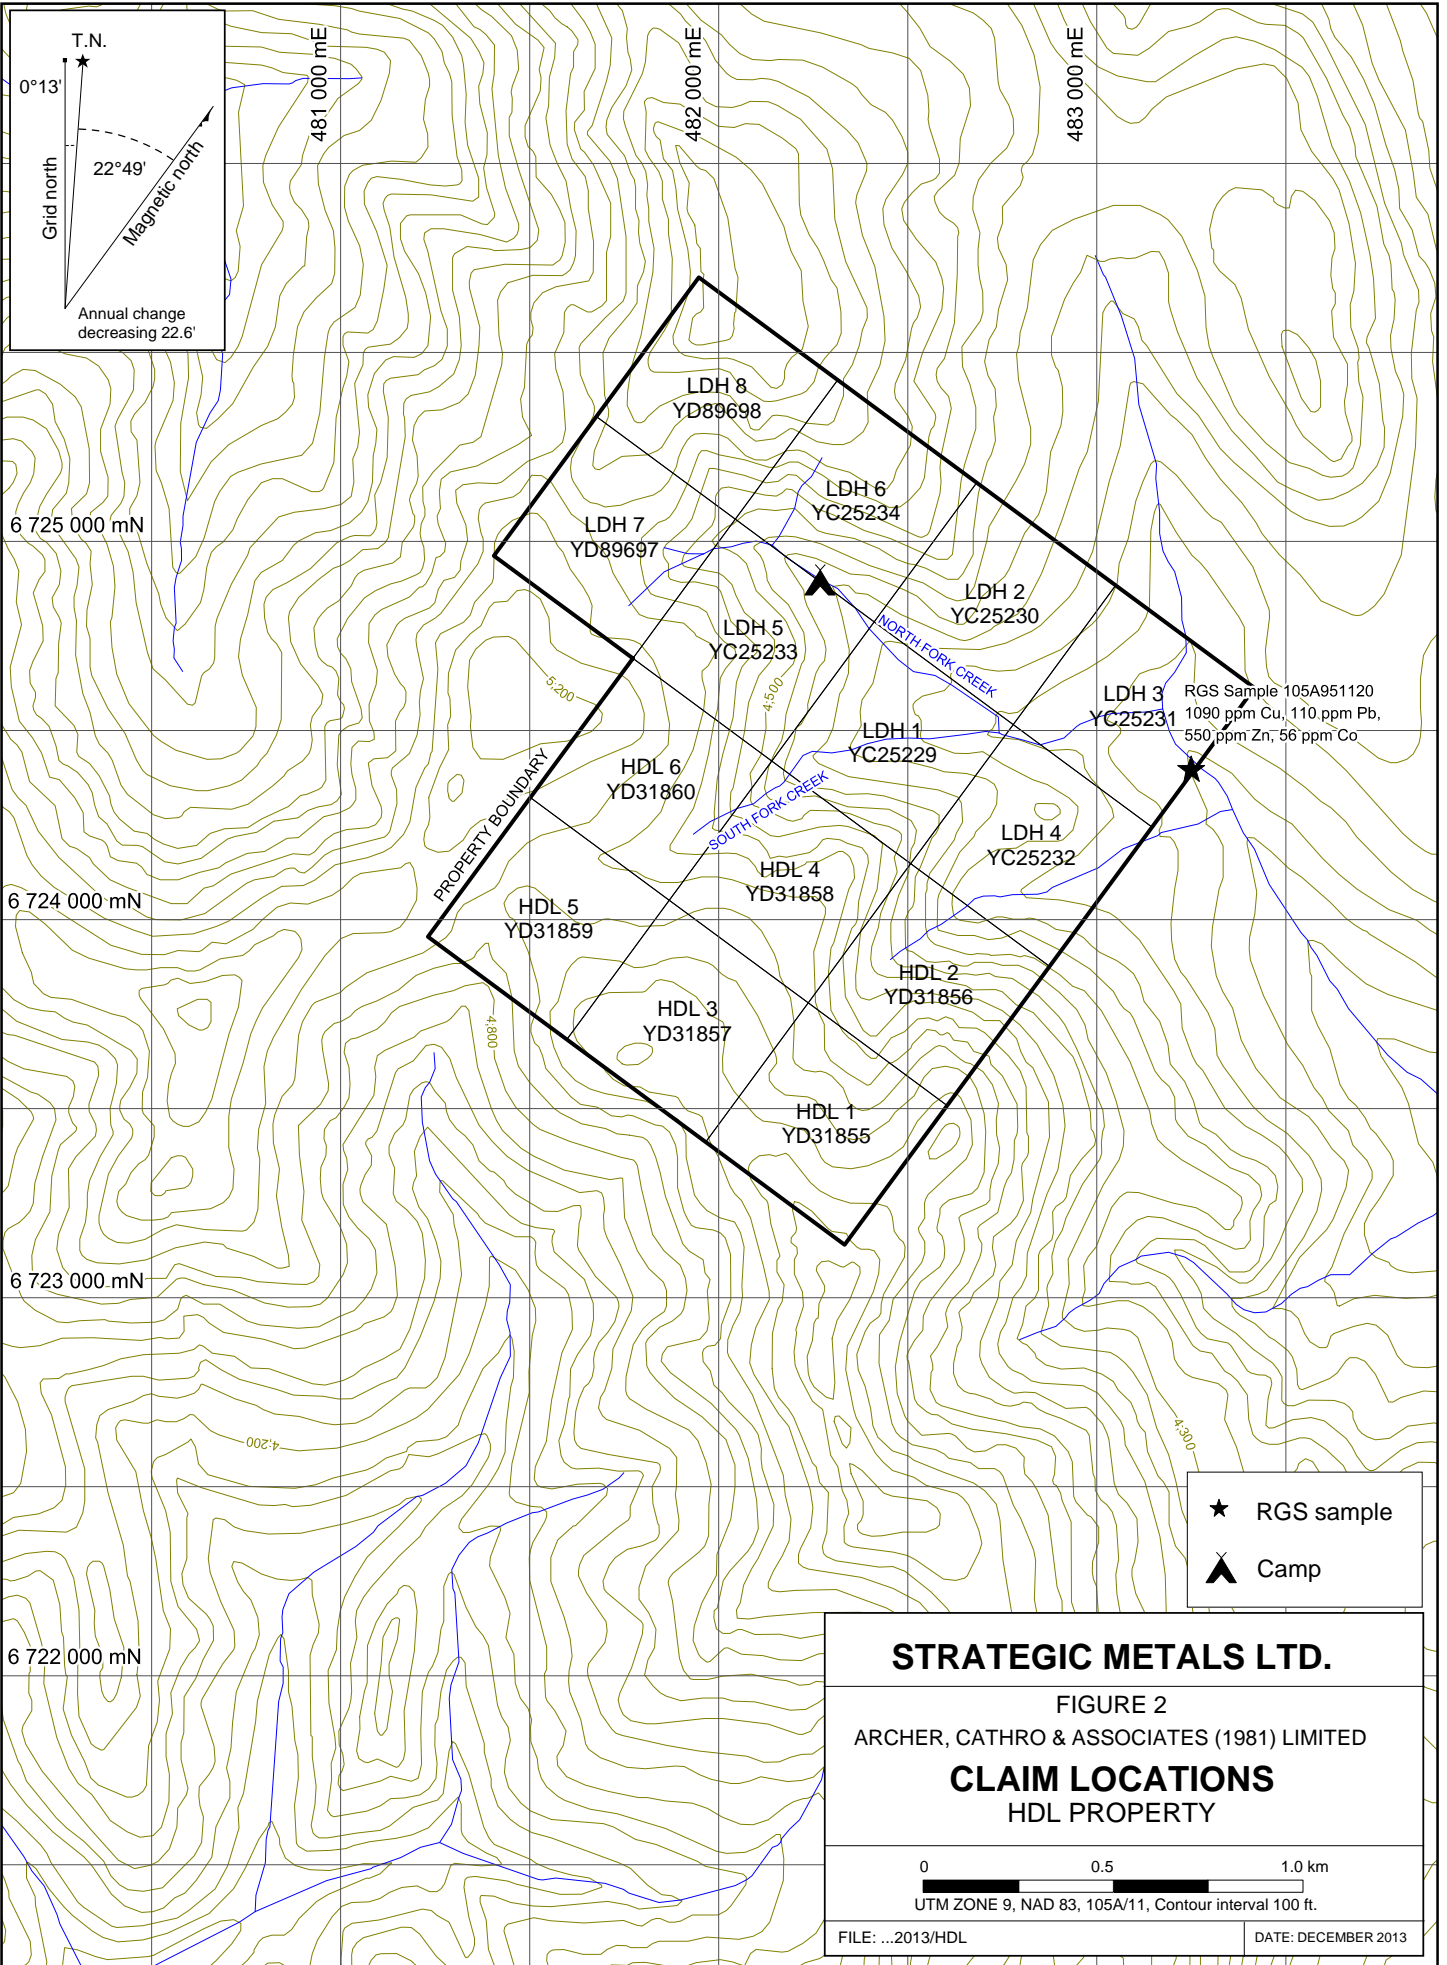 T.N.
0°13'
22°49'
Grid north
Magnetic north
Annual change
decreasing 22.6'
481 000 mE
482 000 mE
483 000 mE
6 725 000 mN
6 724 000 mN
6 723 000 mN
6 722 000 mN
LDH 8
YD89698
LDH 6
YC25234
LDH 7
YD89697
LDH 2
YC25230
LDH 5
YC25233
NORTH FORK CREEK
LDH 3
YC25231
RGS Sample 105A951120
1090 ppm Cu, 110 ppm Pb,
550 ppm Zn, 56 ppm Co
5,200
4,500
LDH 1
YC25229
HDL 6
YD31860
PROPERTY BOUNDARY
SOUTH FORK CREEK
LDH 4
YC25232
HDL 4
YD31858
HDL 5
YD31859
HDL 2
YD31856
HDL 3
YD31857
4,800
HDL 1
YD31855
4,200
4,300
RGS sample
Camp
STRATEGIC METALS LTD.
FIGURE 2
ARCHER, CATHRO & ASSOCIATES (1981) LIMITED
CLAIM LOCATIONS
HDL PROPERTY
0 0.5 1.0 km
UTM ZONE 9, NAD 83, 105A/11, Contour interval 100 ft.
FILE: ...2013/HDL
DATE: DECEMBER 2013